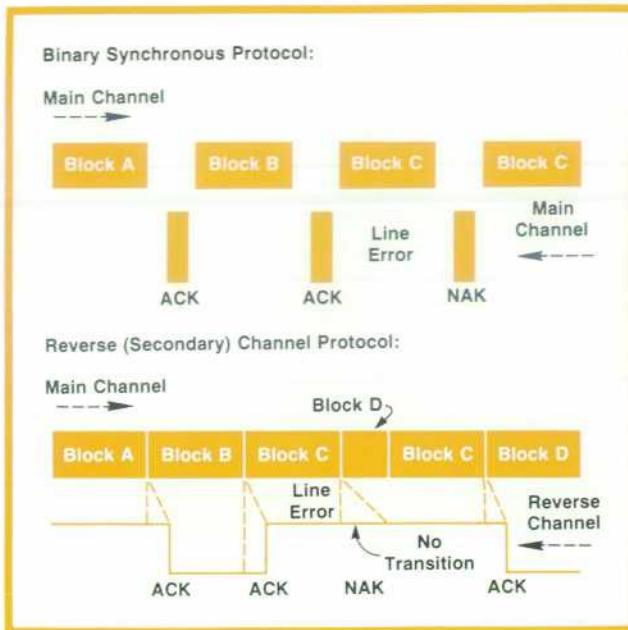 Binary Synchronous Protocol:
Main Channel
Block A
Block B
Block C
Block C
Main
Channel
Line
Error
ACK
ACK
NAK
Reverse (Secondary) Channel Protocol:
Main Channel
Block D
Block A
Block B
Block C
Block C
Block D
Line
Error
Reverse
Channel
No
Transition
ACK
ACK
NAK
ACK